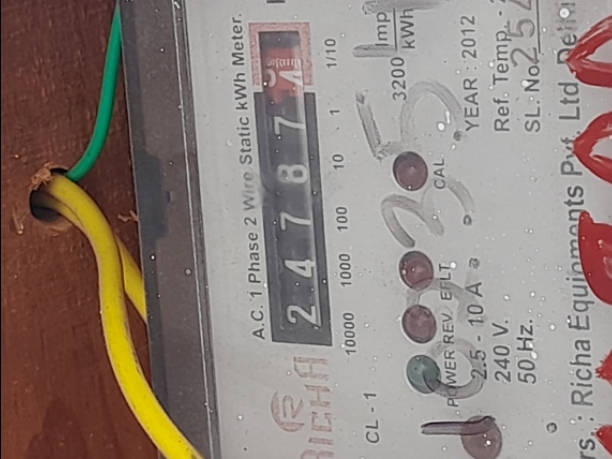 A.C. 1 Phase 2 Wire Static kWh Meter.
2 4 7 8 7
10000 1000 100 10 1 1/10
RICHA
CL - 1
3200 Imp
kWh
POWER REV. EFLT CAL.
2.5 - 10 A
240 V.
50 Hz.
YEAR : 2012
Ref. Temp. -
SL. No. 254
rs. : Richa Equipments Pvt. Ltd. Delhi